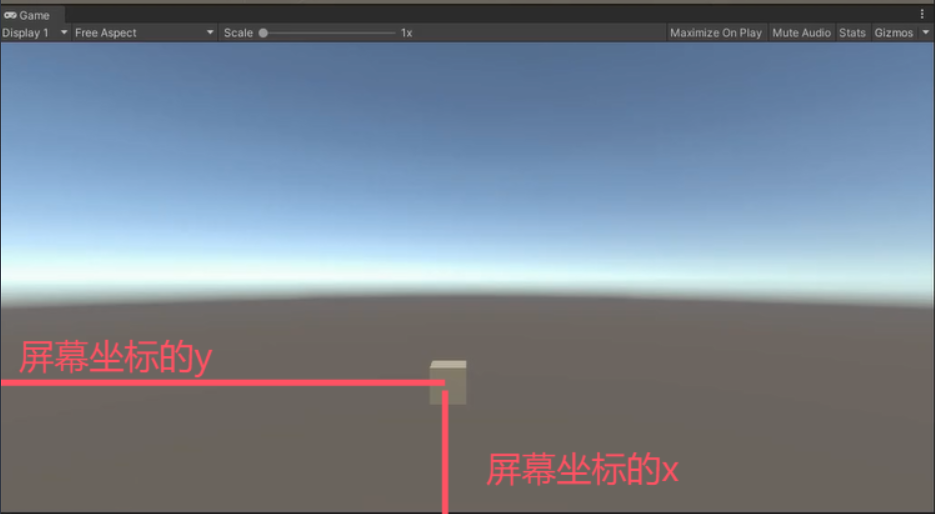 Game
Display 1 Free Aspect Scale 1x Maximize On Play Mute Audio Stats Gizmos
屏幕坐标的y
屏幕坐标的x